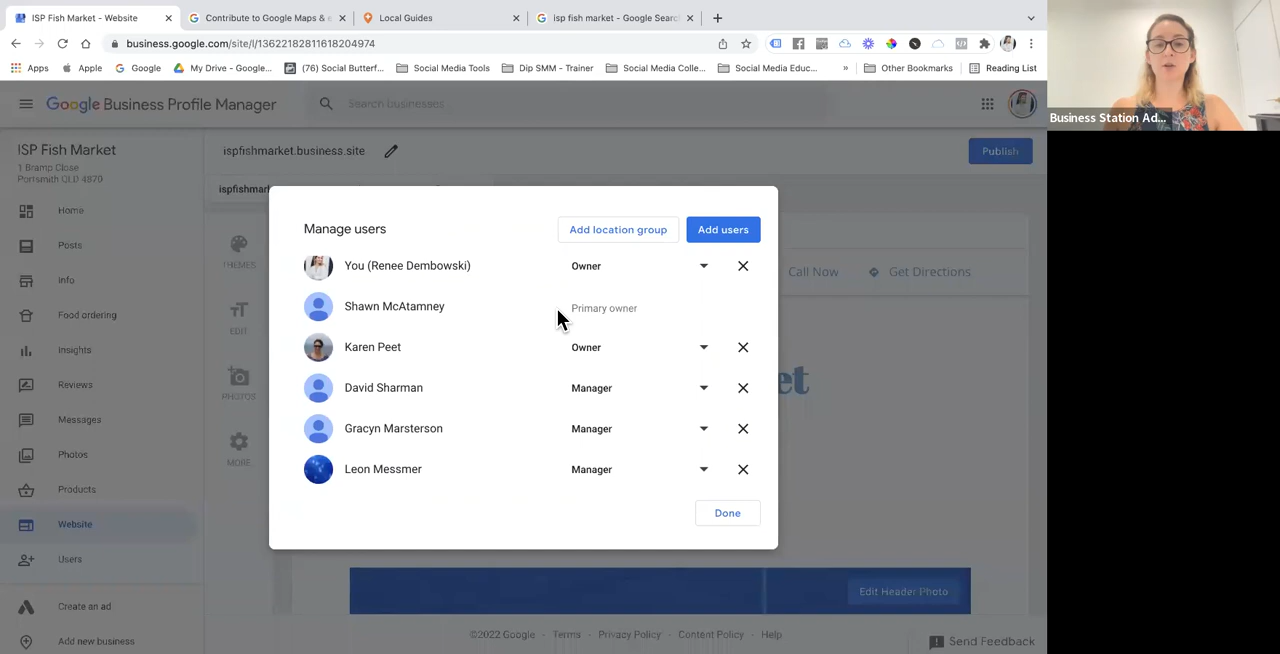 ISP Fish Market - Website
Contribute to Google Maps & e
Local Guides
isp fish market - Google Searc
business.google.com/site/l/13622182811618204974
Apps
Apple
Google
My Drive - Google...
(76) Social Butterf...
Social Media Tools
Dip SMM - Trainer
Social Media Colle...
Social Media Educ...
»
Other Bookmarks
Reading List
Google Business Profile Manager
Search businesses
Business Station Ad...
ISP Fish Market
1 Bramp Close
Portsmith QLD 4870
ispfishmarket.business.site
Publish
ispfishmar
Home
Posts
Info
Food ordering
Insights
Reviews
Messages
Photos
Products
Website
Users
Create an ad
Add new business
THEMES
EDIT
PHOTOS
MORE
Manage users
Add location group
Add users
You (Renee Dembowski)
Owner
Shawn McAtamney
Primary owner
Karen Peet
Owner
David Sharman
Manager
Gracyn Marsterson
Manager
Leon Messmer
Manager
Done
Call Now
Get Directions
et
Edit Header Photo
©2022 Google - Terms - Privacy Policy - Content Policy - Help
Send Feedback